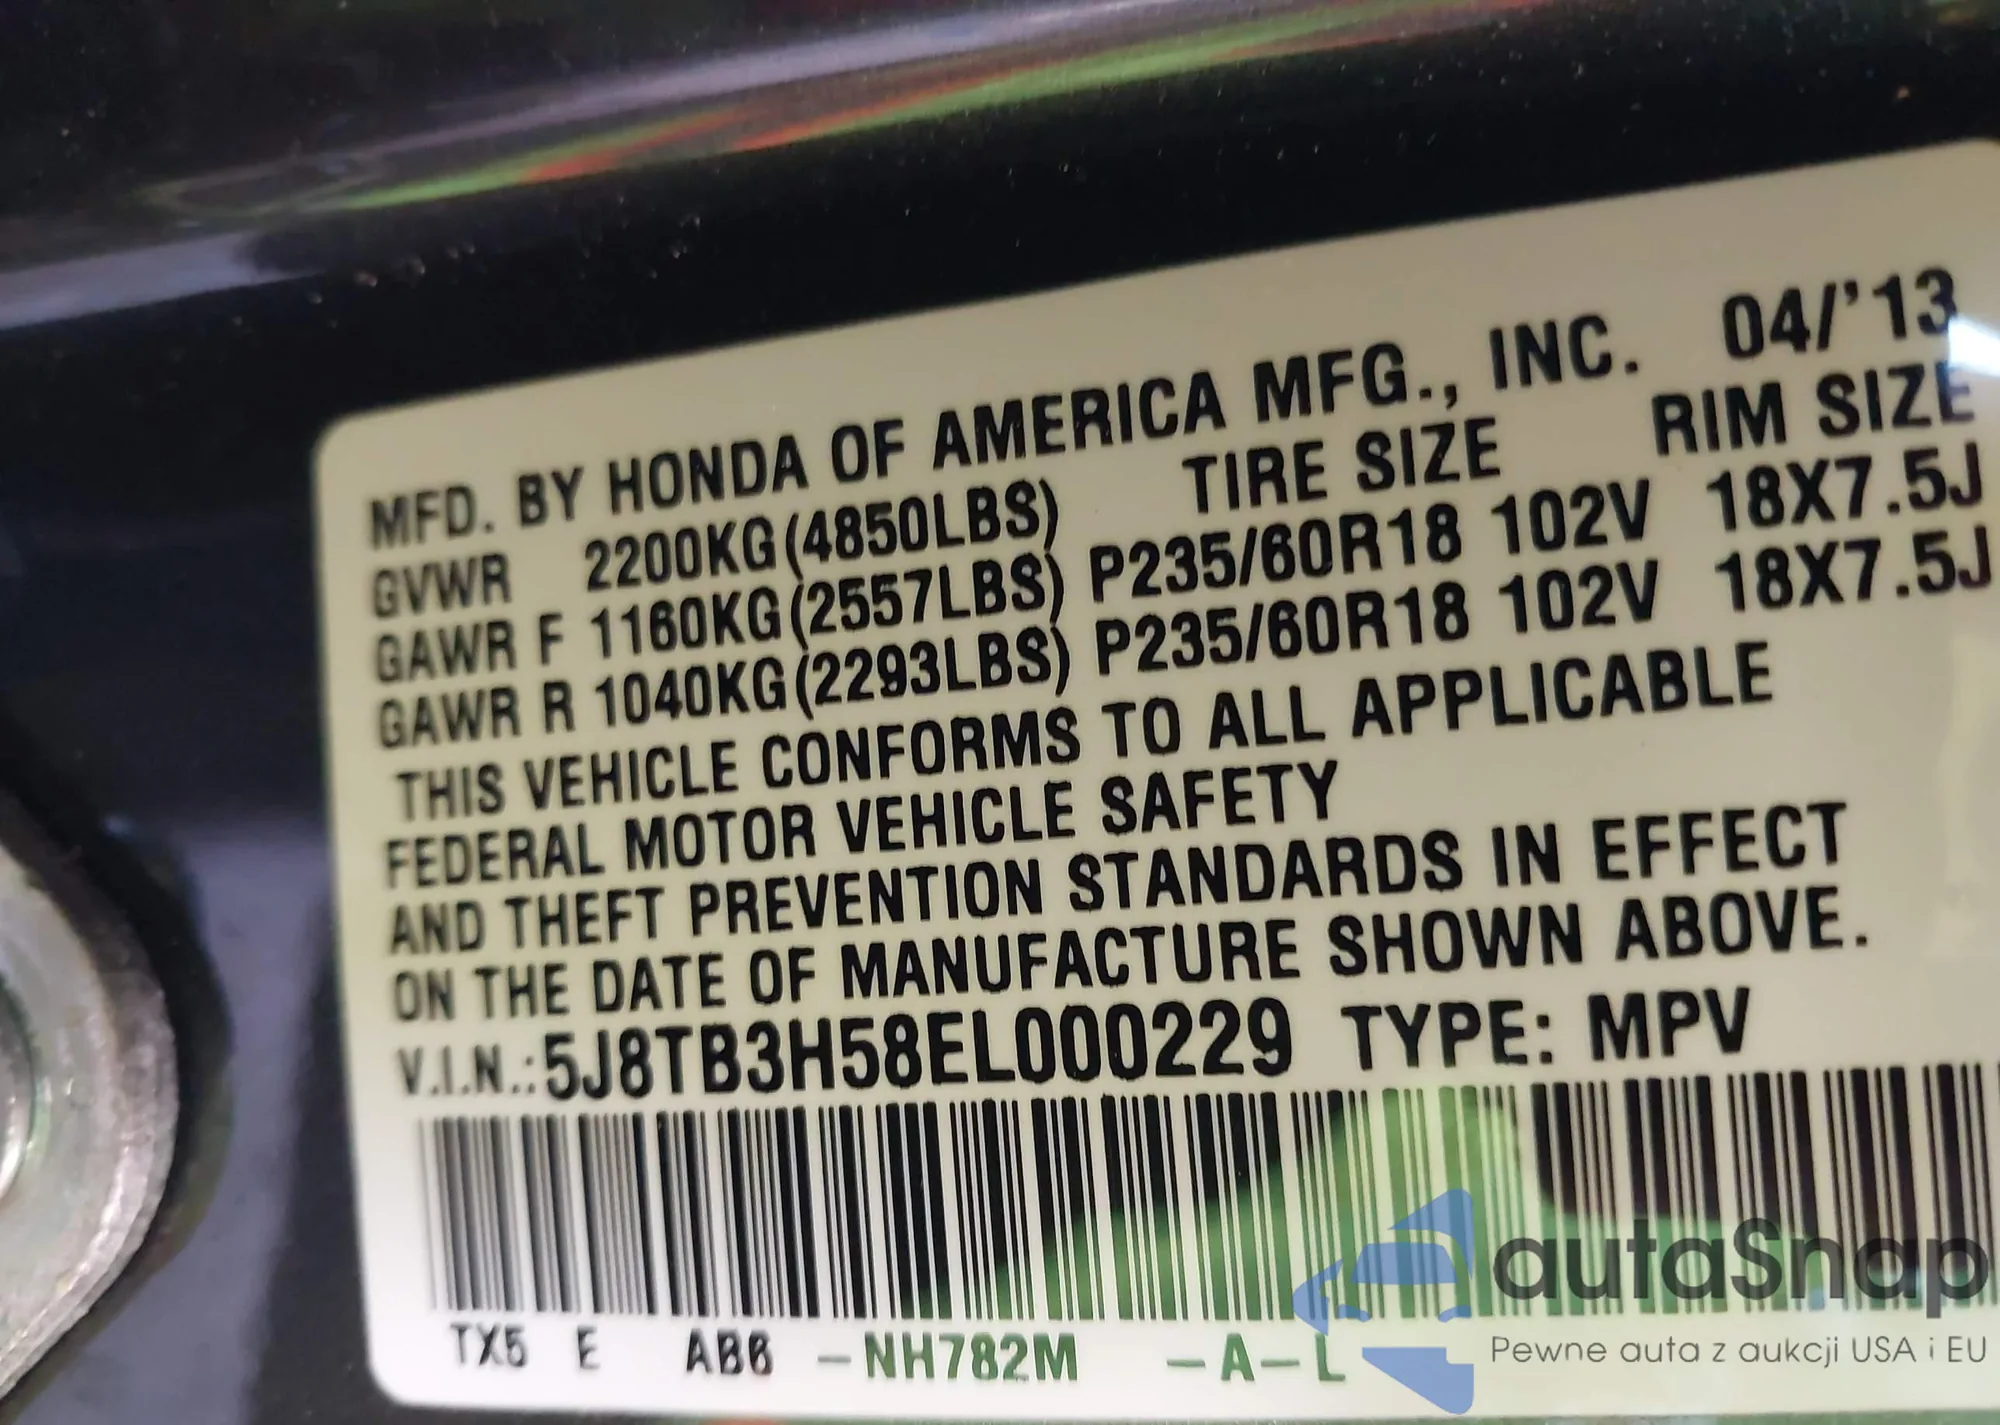 MFD. BY HONDA OF AMERICA MFG., INC. 04/'13
GVWR 2200KG(4850LBS) TIRE SIZE RIM SIZE
GAWR F 1160KG(2557LBS) P235/60R18 102V 18X7.5J
GAWR R 1040KG(2293LBS) P235/60R18 102V 18X7.5J
THIS VEHICLE CONFORMS TO ALL APPLICABLE
FEDERAL MOTOR VEHICLE SAFETY
AND THEFT PREVENTION STANDARDS IN EFFECT
ON THE DATE OF MANUFACTURE SHOWN ABOVE.
V.I.N.:5J8TB3H58EL000229 TYPE: MPV
TX5 E AB6 -NH782M -A-L
autaSnap
Pewne auta z aukcji USA i EU